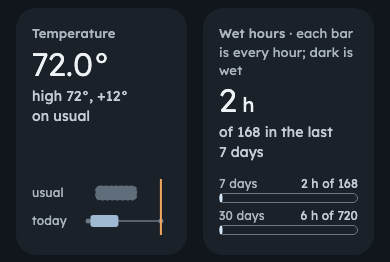 Temperature
72.0°
high 72°, +12°
on usual
usual
today
Wet hours · each bar
is every hour; dark is
wet
2 h
of 168 in the last
7 days
7 days 2 h of 168
30 days 6 h of 720